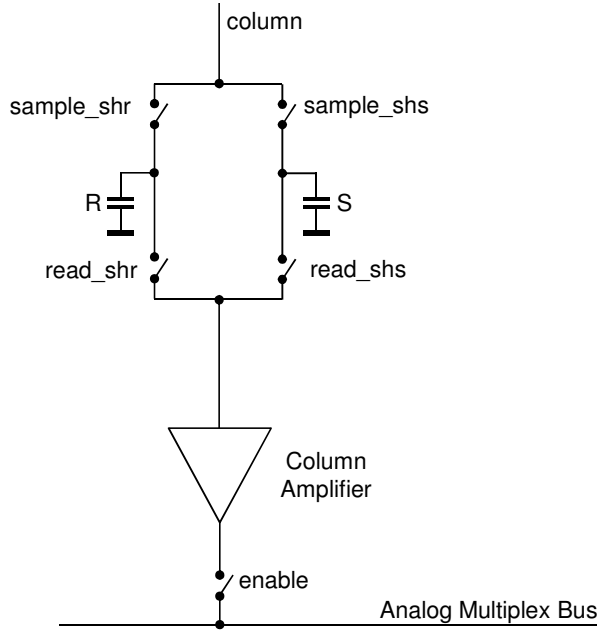 column
sample_shr
sample_shs
R
S
read_shr
read_shs
Column
Amplifier
enable
Analog Multiplex Bus